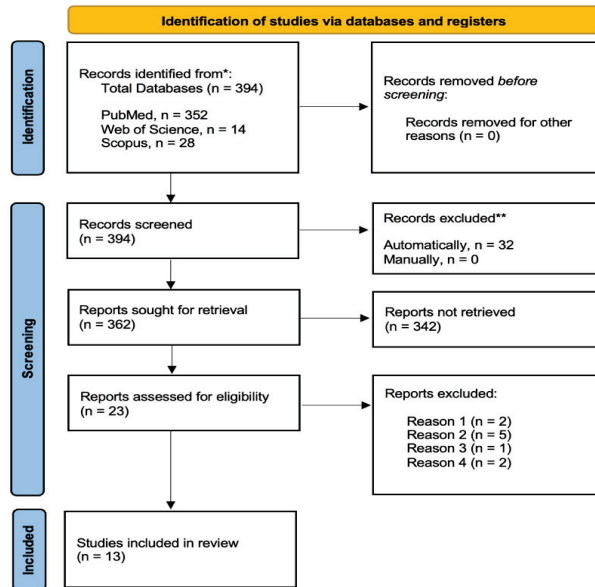 Identification of studies via databases and registers
Identification
Records identified from*:
Total Databases (n = 394)
PubMed, n = 352
Web of Science, n = 14
Scopus, n = 28
Records removed before
screening:
Records removed for other
reasons (n = 0)
Screening
Records screened
(n = 394)
Records excluded**
Automatically, n = 32
Manually, n = 0
Reports sought for retrieval
(n = 362)
Reports not retrieved
(n = 342)
Reports assessed for eligibility
(n = 23)
Reports excluded:
Reason 1 (n = 2)
Reason 2 (n = 5)
Reason 3 (n = 1)
Reason 4 (n = 2)
Included
Studies included in review
(n = 13)